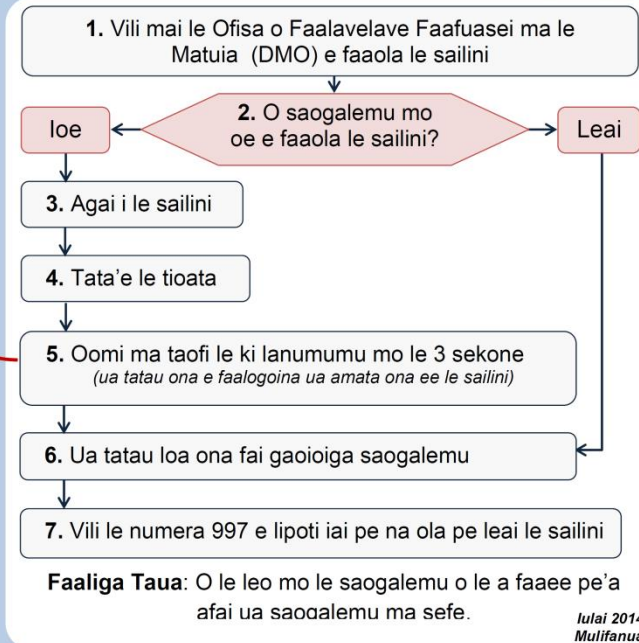 1. Vili mai le Ofisa o Faalavelave Faafuasei ma le
Matuia (DMO) e faaola le sailini
2. O saogalemu mo
oe e faaola le sailini?
Ioe
Leai
3. Agai i le sailini
4. Tata'e le tioata
5. Oomi ma taofi le ki lanumumu mo le 3 sekone
(ua tatau ona e faalogoina ua amata ona ee le sailini)
6. Ua tatau loa ona fai gaoioiga saogalemu
7. Vili le numera 997 e lipoti iai pe na ola pe leai le sailini
Faaliga Taua: O le leo mo le saogalemu o le a faaee pe'a
afai ua saogalemu ma sefe.
Iulai 2014
Mulifanua